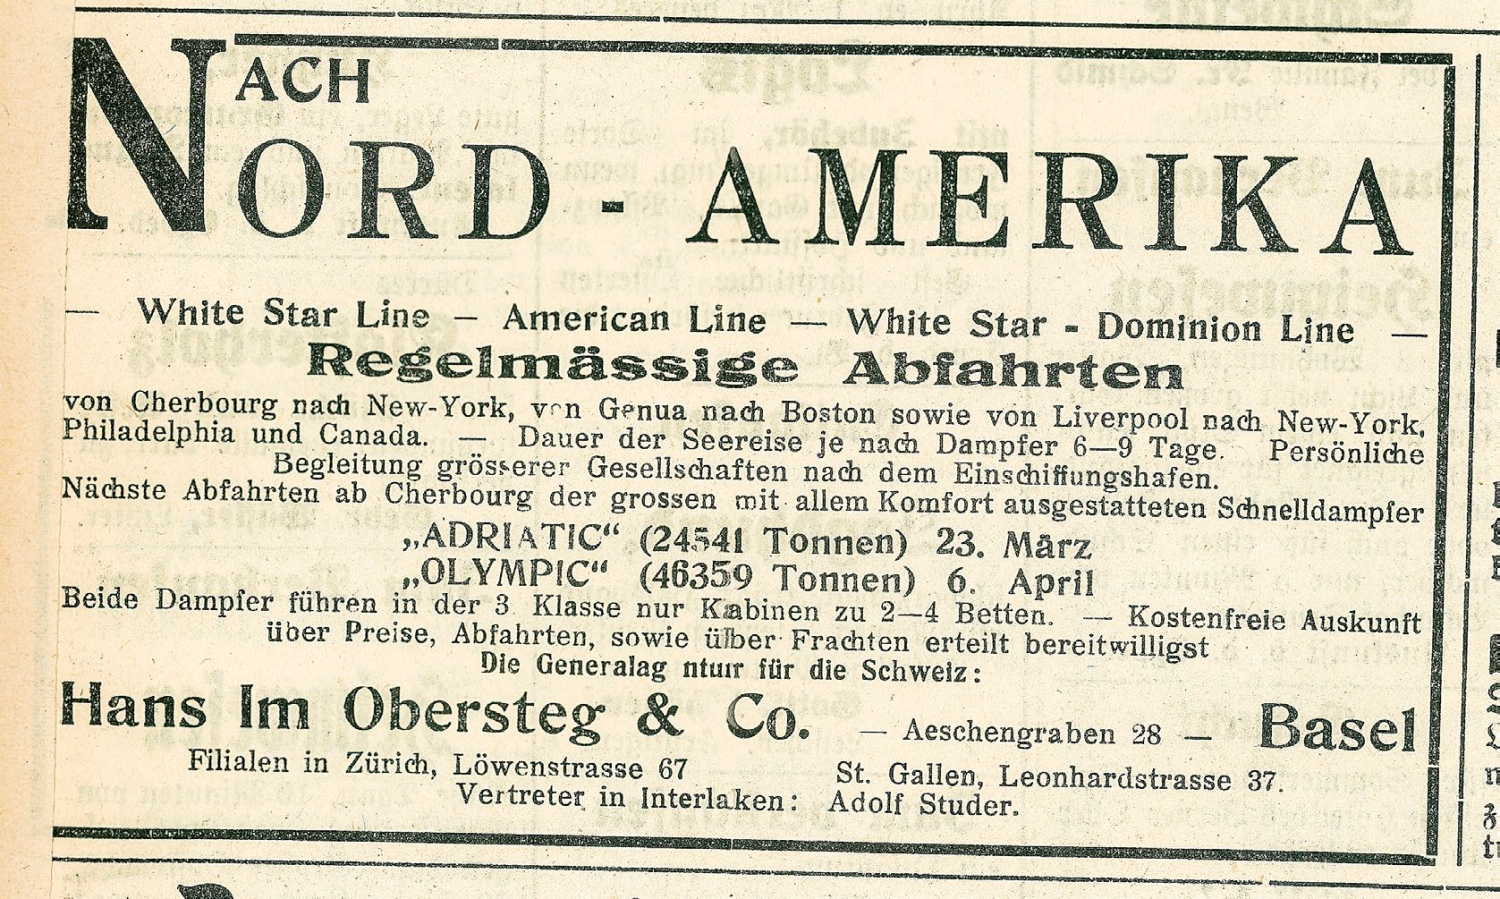 NACH
NORD - AMERIKA
— White Star Line — American Line — White Star - Dominion Line —
Regelmässige Abfahrten
von Cherbourg nach New-York, von Genua nach Boston sowie von Liverpool nach New-York,
Philadelphia und Canada. — Dauer der Seereise je nach Dampfer 6—9 Tage. Persönliche
Begleitung grösserer Gesellschaften nach dem Einschiffungshafen.
Nächste Abfahrten ab Cherbourg der grossen mit allem Komfort ausgestatteten Schnelldampfer
„ADRIATIC“ (24541 Tonnen) 23. März
„OLYMPIC“ (46359 Tonnen) 6. April
Beide Dampfer führen in der 3 Klasse nur Kabinen zu 2—4 Betten. — Kostenfreie Auskunft
über Preise, Abfahrten, sowie über Frachten erteilt bereitwilligst
Die Generalag ntur für die Schweiz:
Hans Im Obersteg & Co. — Aeschengraben 28 — Basel
Filialen in Zürich, Löwenstrasse 67 St. Gallen, Leonhardstrasse 37.
Vertreter in Interlaken: Adolf Studer.